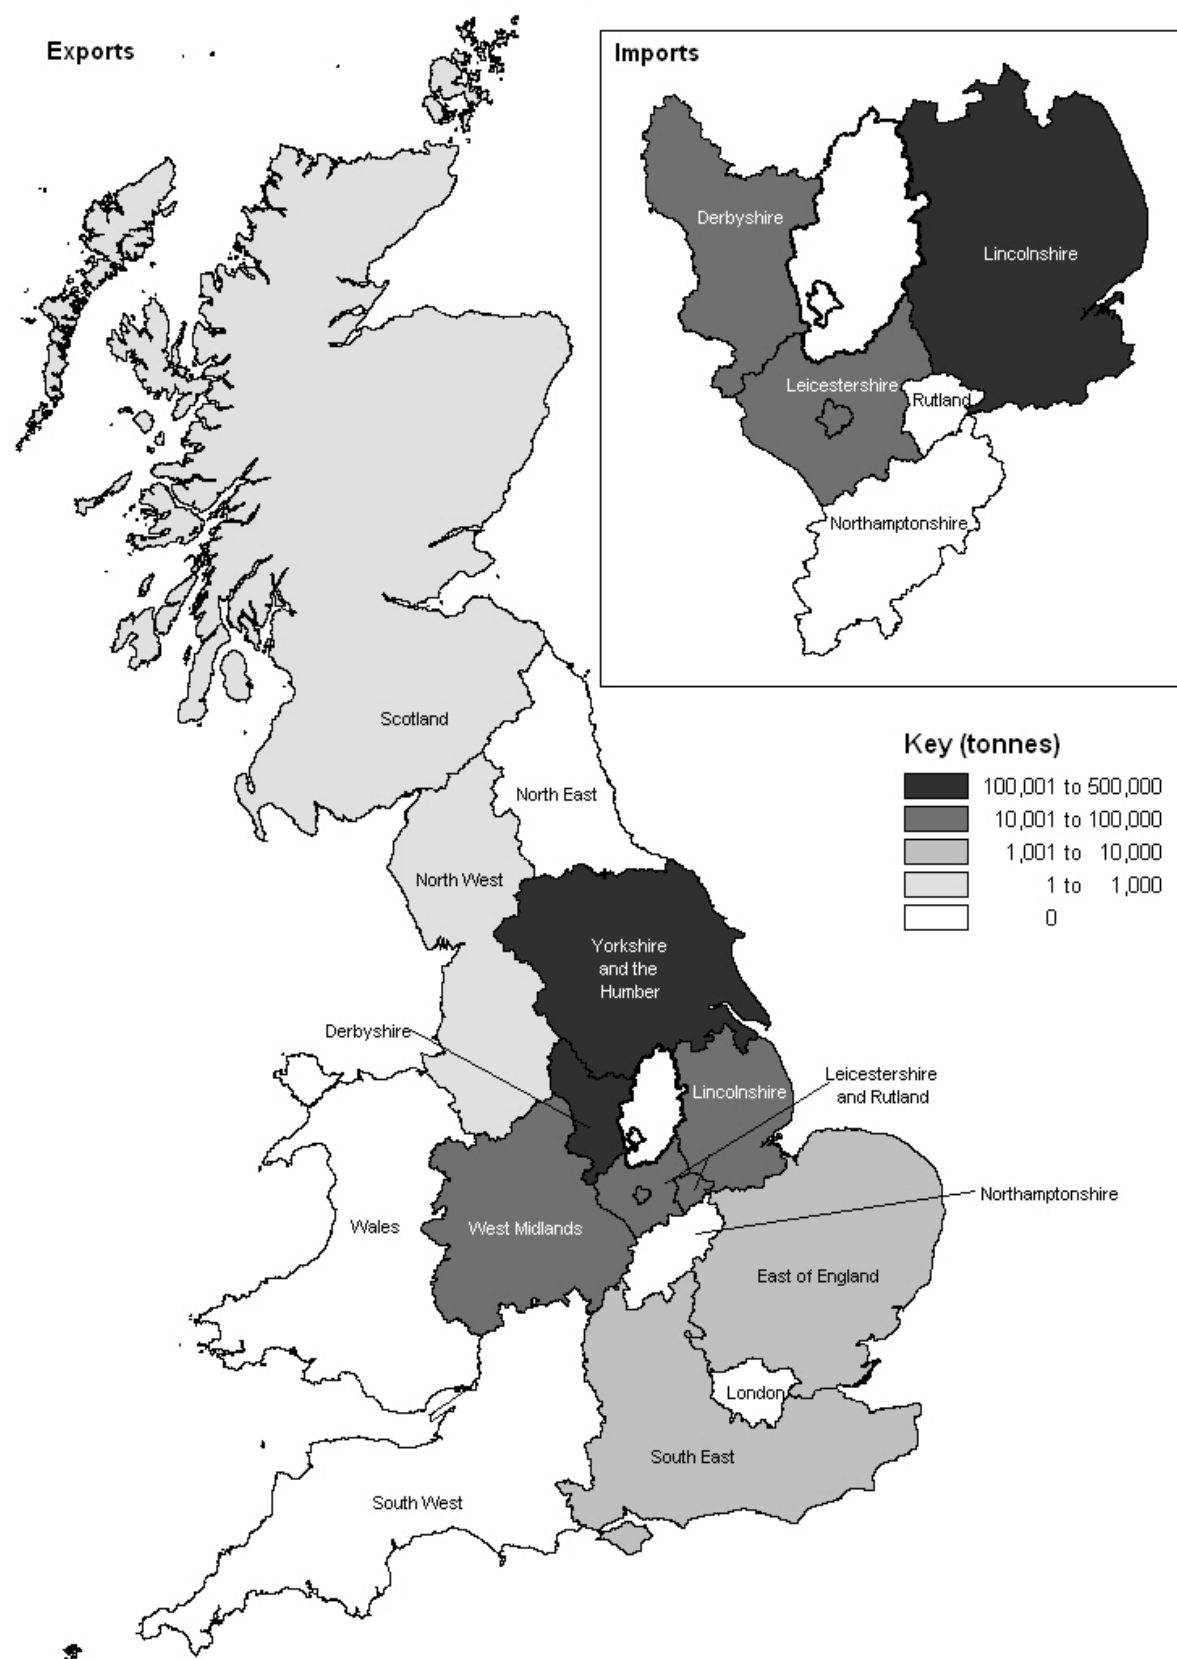 Exports
Imports
Derbyshire
Lincolnshire
Leicestershire
Rutland
Northamptonshire
Scotland
Key (tonnes)
100,001 to 500,000
10,001 to 100,000
1,001 to 10,000
1 to 1,000
0
North East
North West
Yorkshire
and the
Humber
Derbyshire
Lincolnshire
Leicestershire
and Rutland
Northamptonshire
Wales
West Midlands
East of England
London
South East
South West